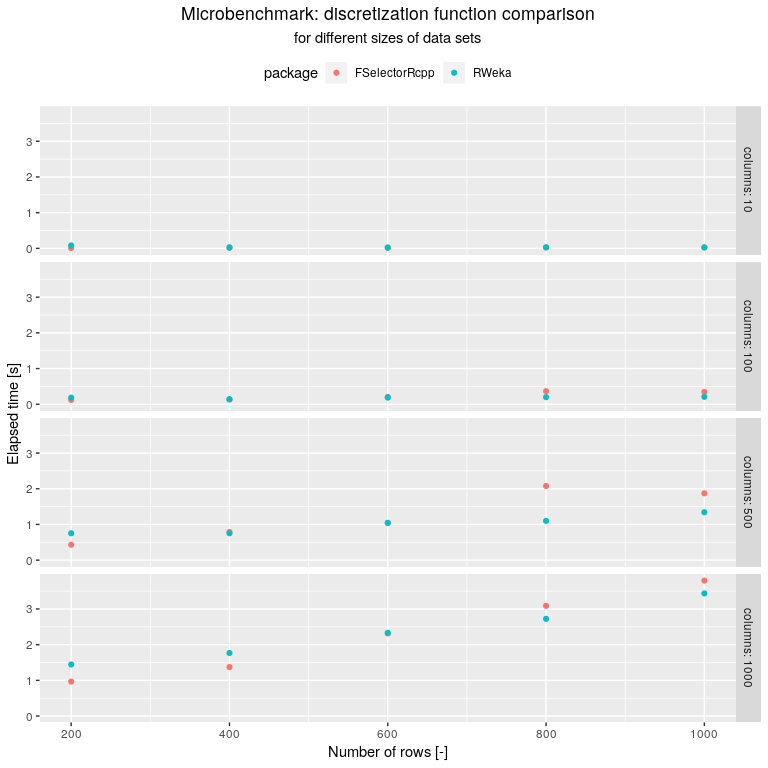 Microbenchmark: discretization function comparison
for different sizes of data sets
package FSelectorRcpp RWeka
3
2
1
0
columns: 10
3
2
1
0
columns: 100
3
2
1
0
columns: 500
3
2
1
0
columns: 1000
Elapsed time [s]
200 400 600 800 1000
Number of rows [-]